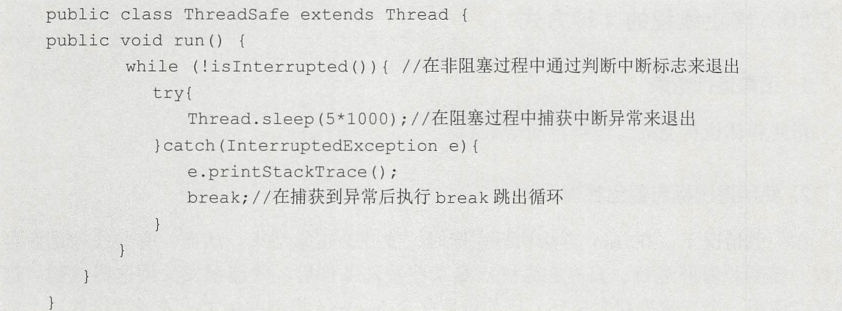 public class ThreadSafe extends Thread {
public void run() {
while (!isInterrupted()){ //在非阻塞过程中通过判断中断标志来退出
try{
Thread.sleep(5*1000);//在阻塞过程中捕获中断异常来退出
}catch(InterruptedException e){
e.printStackTrace();
break;//在捕获到异常后执行 break 跳出循环
}
}
}
}